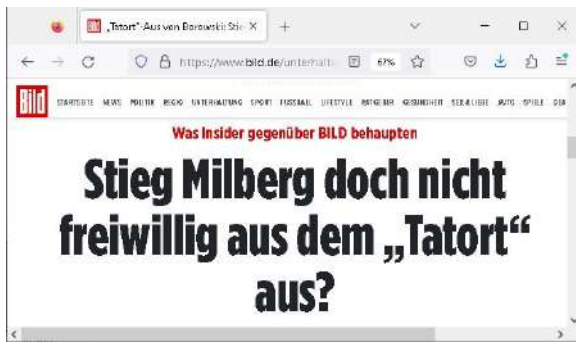 „Tatort“-Aus von Borowski: Stie
https://www.bild.de/unterhalt
67%
Bild
STARTSEITE NEWS POLITIK REGIO UNTERHALTUNG SPORT FUSSBALL LIFESTYLE RATGEBER GESUNDHEIT SEX & LIEBE AUTO SPIELE
Was Insider gegenüber BILD behaupten
Stieg Milberg doch nicht
freiwillig aus dem „Tatort“
aus?